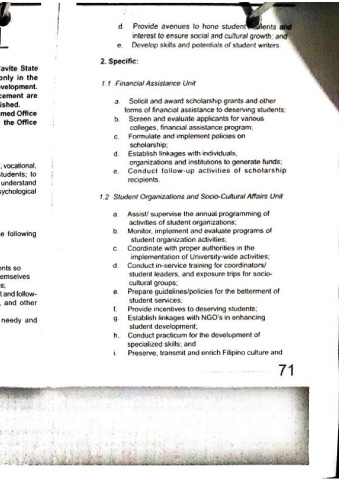 avite State
only in the
velopment.
cement are
ished.
med Office
the Office
, vocational,
tudents; to
understand
sychological
e following
ents so
emselves
s;
t and follow-
, and other
needy and
d. Provide avenues to hone student talents and
interest to ensure social and cultural growth; and
e. Develop skills and potentials of student writers.
2. Specific:
1.1 Financial Assistance Unit
a. Solicit and award scholarship grants and other
forms of financial assistance to deserving students;
b. Screen and evaluate applicants for various
colleges, financial assistance program;
c. Formulate and implement policies on
scholarship;
d. Establish linkages with individuals,
organizations and institutions to generate funds;
e. Conduct follow-up activities of scholarship
recipients.
1.2 Student Organizations and Socio-Cultural Affairs Unit
a. Assist/ supervise the annual programming of
activities of student organizations;
b. Monitor, implement and evaluate programs of
student organization activities;
c. Coordinate with proper authorities in the
implementation of University-wide activities;
d. Conduct in-service training for coordinators/
student leaders, and exposure trips for socio-
cultural groups;
e. Prepare guidelines/policies for the betterment of
student services;
f. Provide incentives to deserving students;
g. Establish linkages with NGO's in enhancing
student development;
h. Conduct practicum for the development of
specialized skills; and
i. Preserve, transmit and enrich Filipino culture and
71